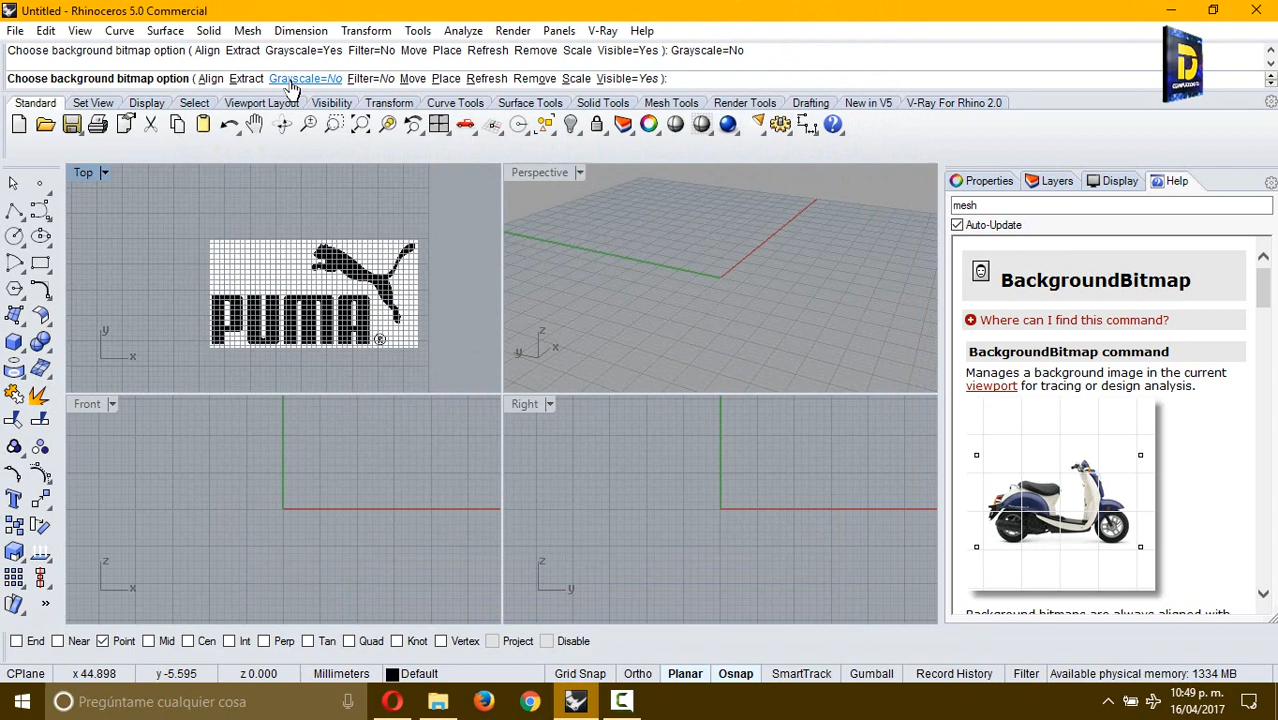 Untitled - Rhinoceros 5.0 Commercial
File Edit View Curve Surface Solid Mesh Dimension Transform Tools Analyze Render Panels V-Ray Help
Choose background bitmap option ( Align Extract Grayscale=Yes Filter=No Move Place Refresh Remove Scale Visible=Yes ): Grayscale=No
Choose background bitmap option ( Align Extract Grayscale=No Filter=No Move Place Refresh Remove Scale Visible=Yes ):
Standard Set View Display Select Viewport Layout Visibility Transform Curve Tools Surface Tools Solid Tools Mesh Tools Render Tools Drafting New in V5 V-Ray For Rhino 2.0
Top
Perspective
Properties Layers Display Help
mesh
Auto-Update
BackgroundBitmap
Where can I find this command?
BackgroundBitmap command
Manages a background image in the current
viewport for tracing or design analysis.
PUMA®
y
x
z
y
x
Front
Right
z
x
z
y
Background bitmaps are always aligned with
End Near Point Mid Cen Int Perp Tan Quad Knot Vertex Project Disable
CPlane x 44.898 y -5.595 z 0.000 Millimeters Default Grid Snap Ortho Planar Osnap SmartTrack Gumball Record History Filter Available physical memory: 1334 MB
Pregúntame cualquier cosa
10:49 p. m.
16/04/2017